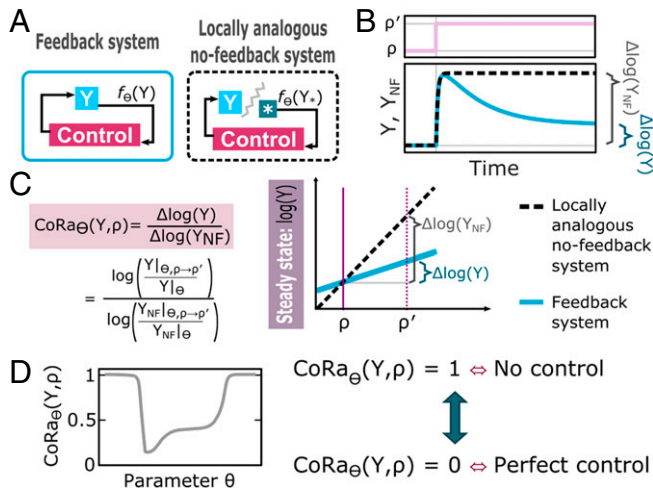 A
Feedback system
Y
fΘ(Y)
Control
Locally analogous
no-feedback system
Y
*
fΘ(Y*)
Control
B
ρ'
ρ
Y, YNF
Time
Δlog(YNF)
Δlog(Y)
C
CoRaΘ(Y,ρ) = Δlog(Y) / Δlog(YNF)
= log(Y|Θ,ρ→ρ' / Y|Θ) / log(YNF|Θ,ρ→ρ' / YNF|Θ)
Steady state: log(Y)
Δlog(YNF)
Δlog(Y)
ρ
ρ'
Locally
analogous
no-feedback
system
Feedback
system
D
CoRaΘ(Y,ρ)
1
0.5
0
Parameter θ
CoRaΘ(Y,ρ) = 1 ⇔ No control
CoRaΘ(Y,ρ) = 0 ⇔ Perfect control